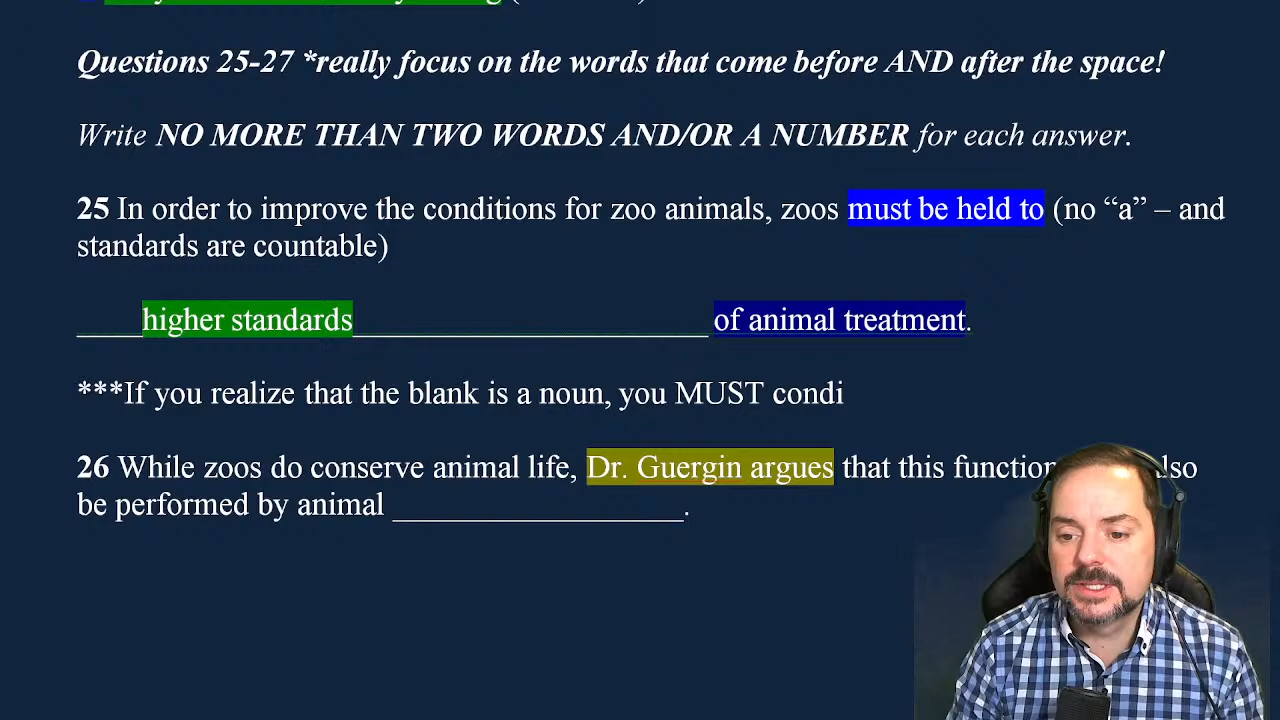 Questions 25-27 *really focus on the words that come before AND after the space!
Write NO MORE THAN TWO WORDS AND/OR A NUMBER for each answer.
25 In order to improve the conditions for zoo animals, zoos must be held to (no “a” – and
standards are countable)
____higher standards______________________ of animal treatment.
***If you realize that the blank is a noun, you MUST condi
26 While zoos do conserve animal life, Dr. Guergin argues that this function
be performed by animal __________________.